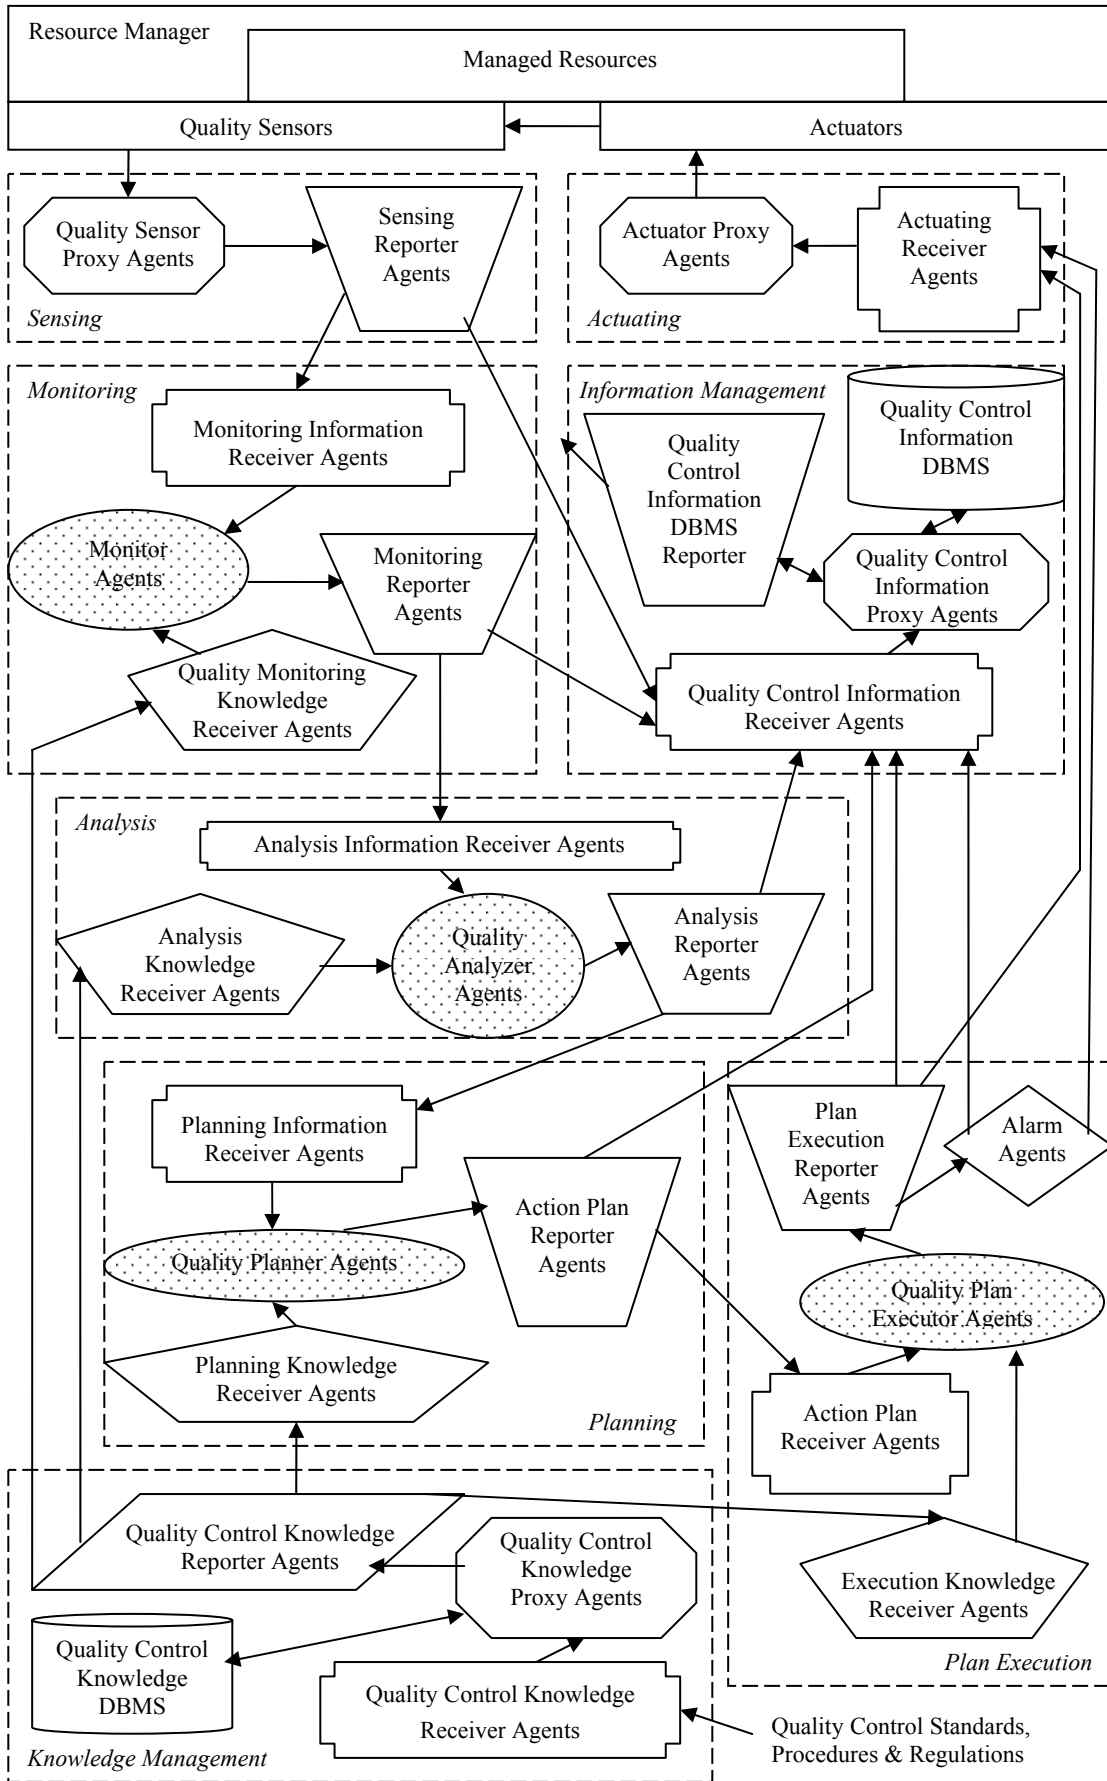 Resource Manager
Managed Resources
Quality Sensors
Actuators
Quality Sensor
Proxy Agents
Sensing
Reporter
Agents
Sensing
Actuator Proxy
Agents
Actuating
Receiver
Agents
Actuating
Monitoring
Monitoring Information
Receiver Agents
Monitor
Agents
Monitoring
Reporter
Agents
Quality Monitoring
Knowledge
Receiver Agents
Information Management
Quality
Control
Information
DBMS
Reporter
Quality Control
Information
DBMS
Quality Control
Information
Proxy Agents
Quality Control Information
Receiver Agents
Analysis
Analysis Information Receiver Agents
Analysis
Knowledge
Receiver Agents
Quality
Analyzer
Agents
Analysis
Reporter
Agents
Planning Information
Receiver Agents
Quality Planner Agents
Action Plan
Reporter
Agents
Planning Knowledge
Receiver Agents
Planning
Plan
Execution
Reporter
Agents
Alarm
Agents
Quality Plan
Executor Agents
Action Plan
Receiver Agents
Execution Knowledge
Receiver Agents
Plan Execution
Quality Control Knowledge
Reporter Agents
Quality Control
Knowledge
Proxy Agents
Quality Control
Knowledge
DBMS
Quality Control Knowledge
Receiver Agents
Knowledge Management
Quality Control Standards,
Procedures & Regulations